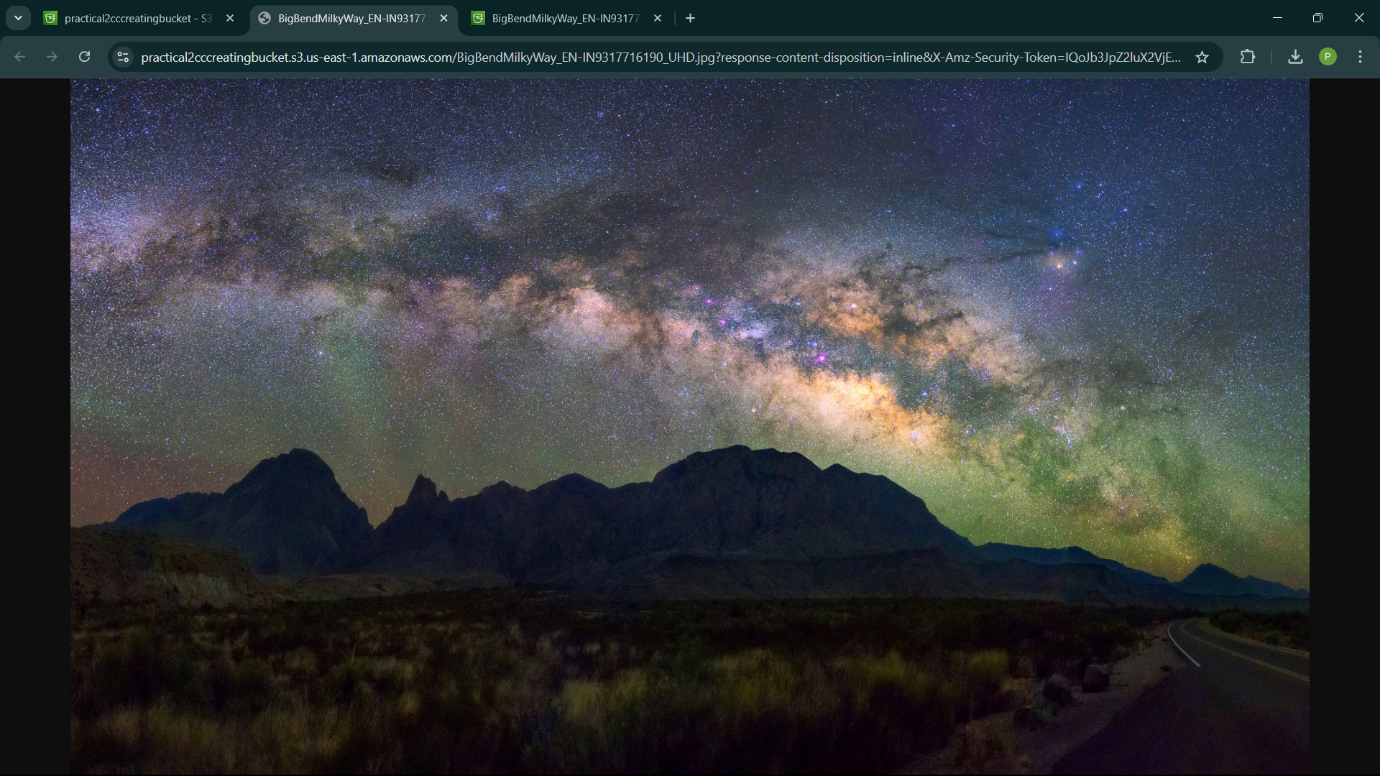 practical2cccreatingbucket - S3
BigBendMilkyWay_EN-IN93177
BigBendMilkyWay_EN-IN93177
practical2cccreatingbucket.s3.us-east-1.amazonaws.com/BigBendMilkyWay_EN-IN9317716190_UHD.jpg?response-content-disposition=inline&X-Amz-Security-Token=IQoJb3JpZ2luX2VjE...
P